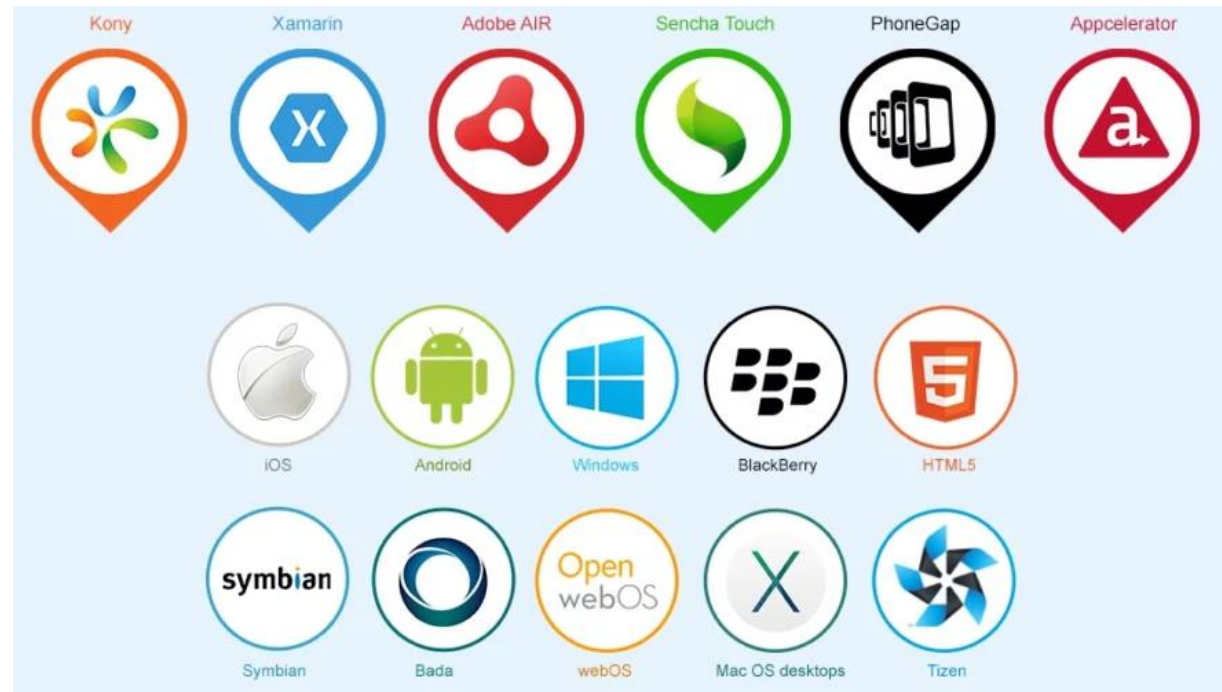 Kony
Xamarin
Adobe AIR
Sencha Touch
PhoneGap
Appcelerator
X
a
5
iOS
Android
Windows
BlackBerry
HTML5
symbian
Open
webOS
X
Symbian
Bada
webOS
Mac OS desktops
Tizen